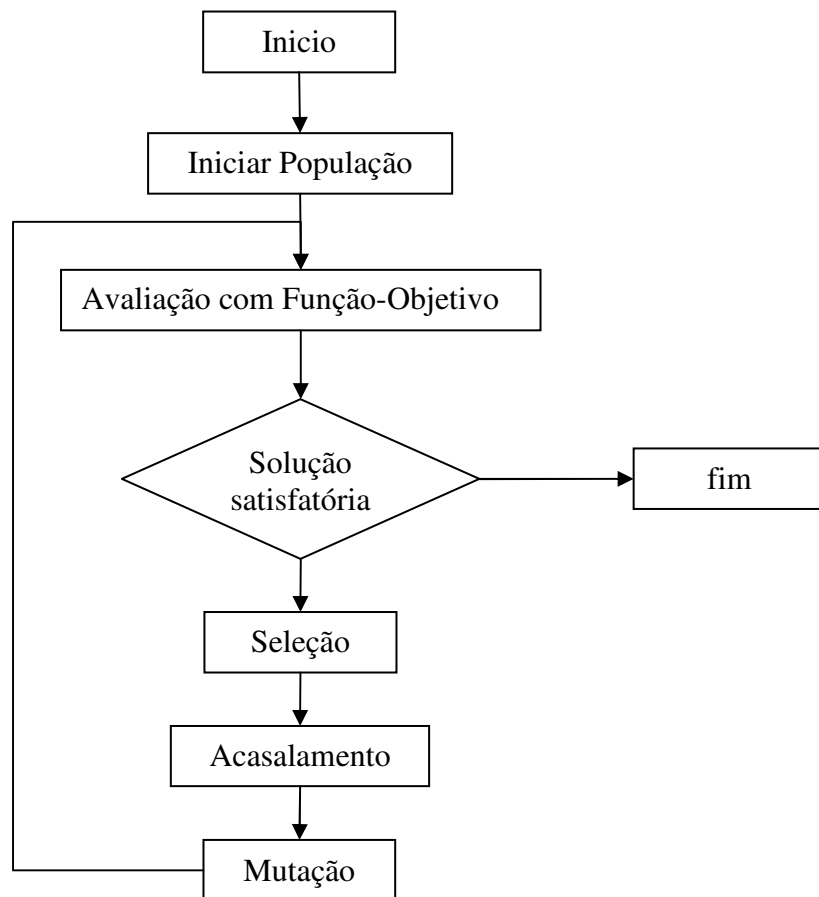 Inicio
Iniciar População
Avaliação com Função-Objetivo
Solução
satisfatória
fim
Seleção
Acasalamento
Mutação